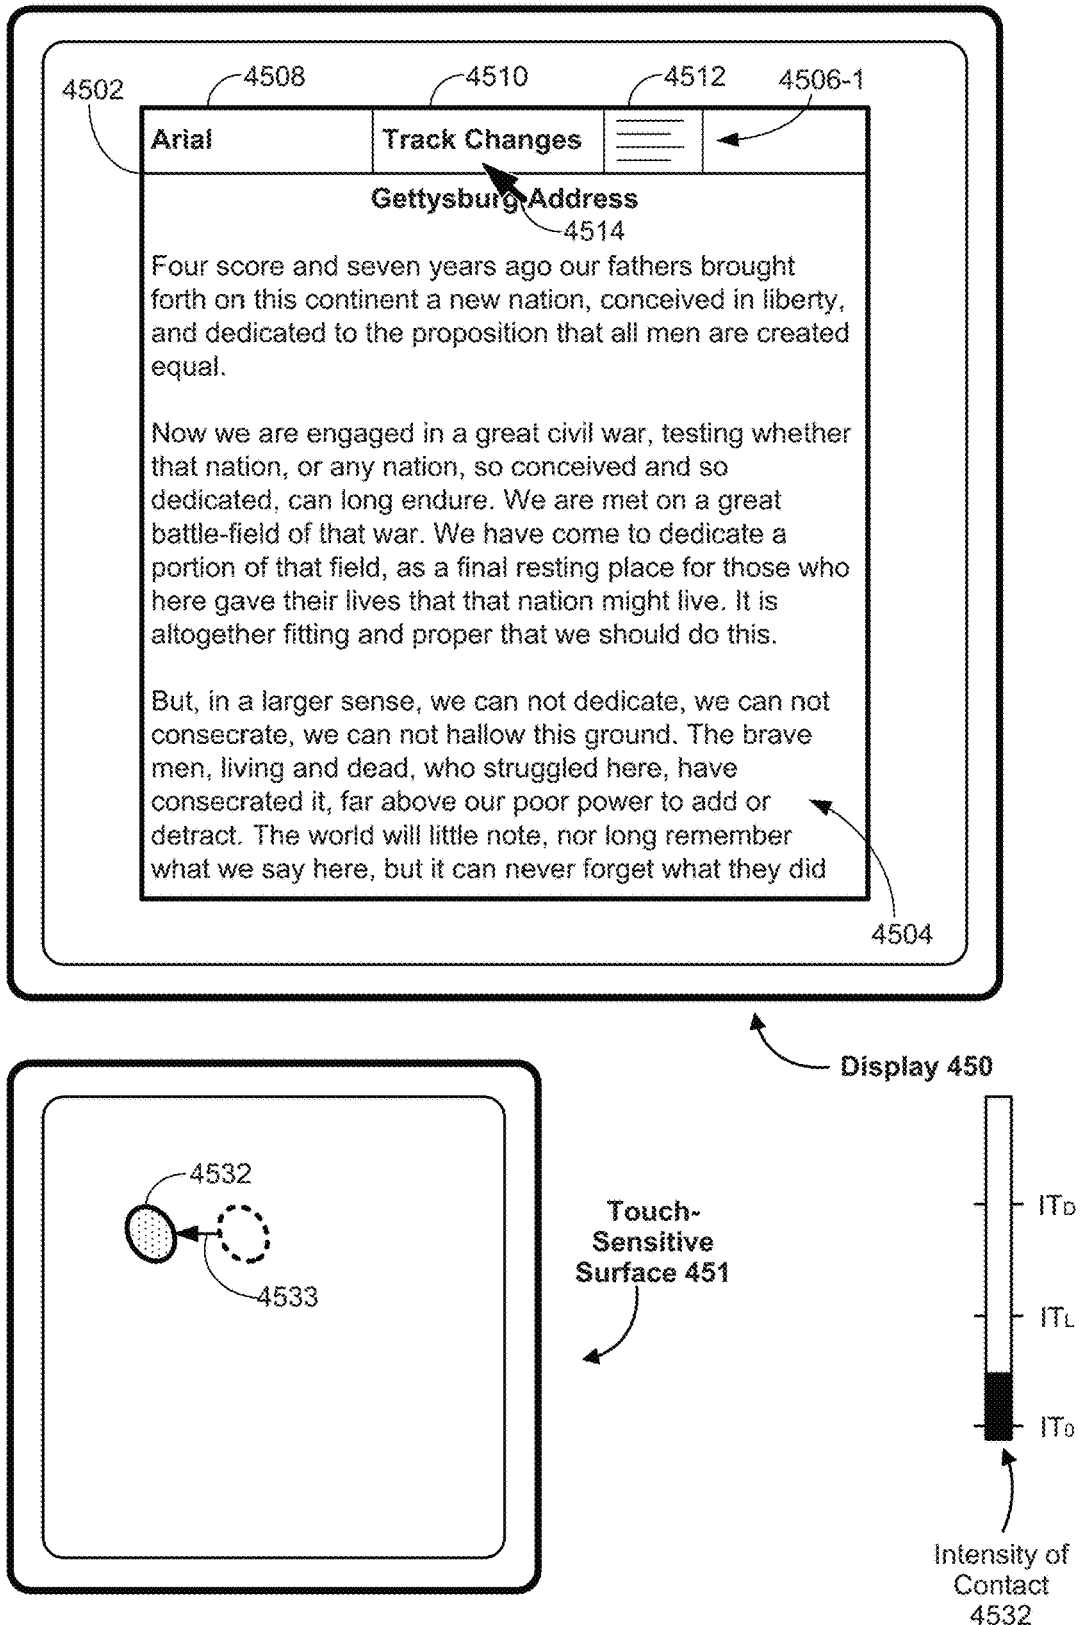 4508
4510
4512
4506-1
4502
Arial
Track Changes
Gettysburg Address
4514
Four score and seven years ago our fathers brought
forth on this continent a new nation, conceived in liberty,
and dedicated to the proposition that all men are created
equal.
Now we are engaged in a great civil war, testing whether
that nation, or any nation, so conceived and so
dedicated, can long endure. We are met on a great
battle-field of that war. We have come to dedicate a
portion of that field, as a final resting place for those who
here gave their lives that that nation might live. It is
altogether fitting and proper that we should do this.
But, in a larger sense, we can not dedicate, we can not
consecrate, we can not hallow this ground. The brave
men, living and dead, who struggled here, have
consecrated it, far above our poor power to add or
detract. The world will little note, nor long remember
what we say here, but it can never forget what they did
4504
Display 450
4532
4533
Touch-
Sensitive
Surface 451
ITD
ITL
IT0
Intensity of
Contact
4532